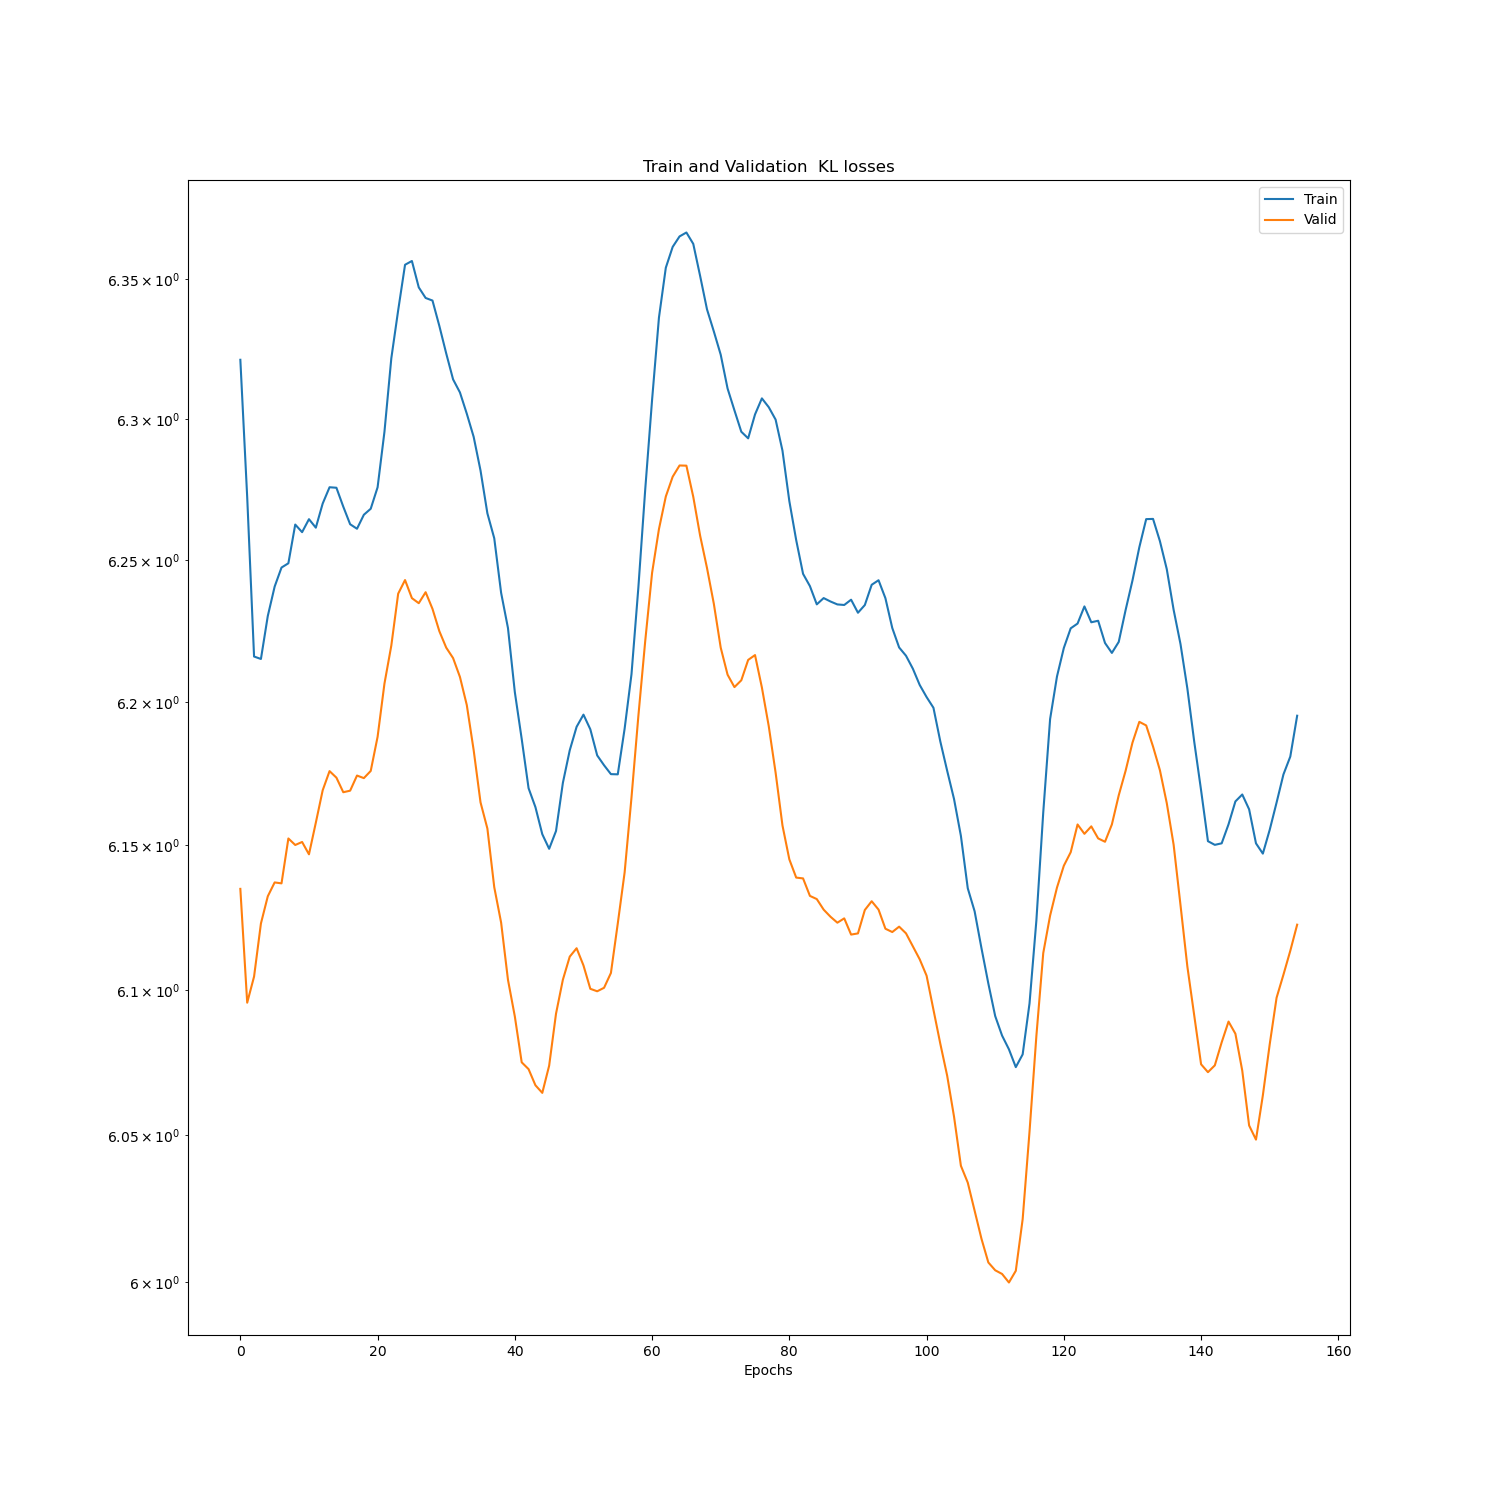 Train and Validation  KL losses
Train
Valid
6.35 × 10⁰
6.3 × 10⁰
6.25 × 10⁰
6.2 × 10⁰
6.15 × 10⁰
6.1 × 10⁰
6.05 × 10⁰
6 × 10⁰
0 20 40 60 80 100 120 140 160
Epochs